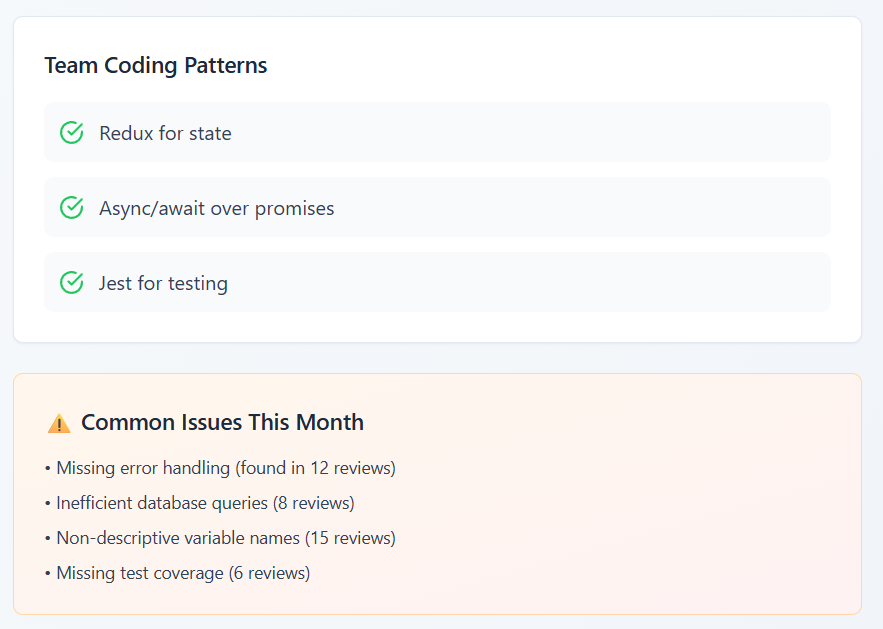 Team Coding Patterns
Redux for state
Async/await over promises
Jest for testing
⚠️ Common Issues This Month
• Missing error handling (found in 12 reviews)
• Inefficient database queries (8 reviews)
• Non-descriptive variable names (15 reviews)
• Missing test coverage (6 reviews)